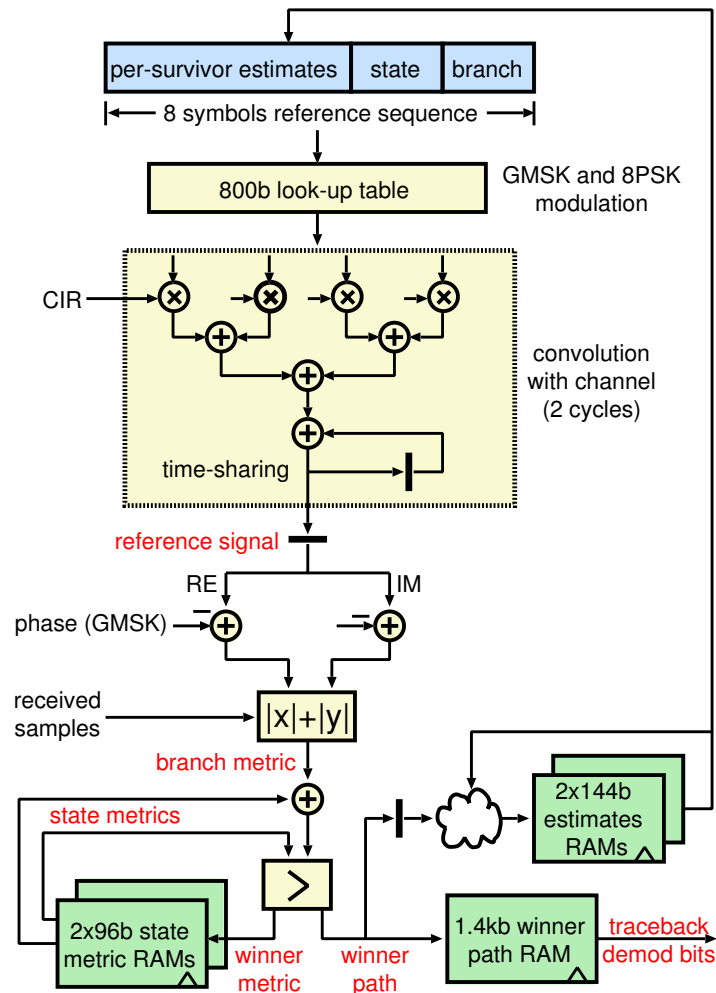 per-survivor estimates
state
branch
8 symbols reference sequence
800b look-up table
GMSK and 8PSK
modulation
CIR
convolution
with channel
(2 cycles)
time-sharing
reference signal
RE
IM
phase (GMSK)
received
samples
|x|+|y|
branch metric
state metrics
2x144b
estimates
RAMs
>
2x96b state
metric RAMs
winner
metric
winner
path
1.4kb winner
path RAM
traceback
demod bits